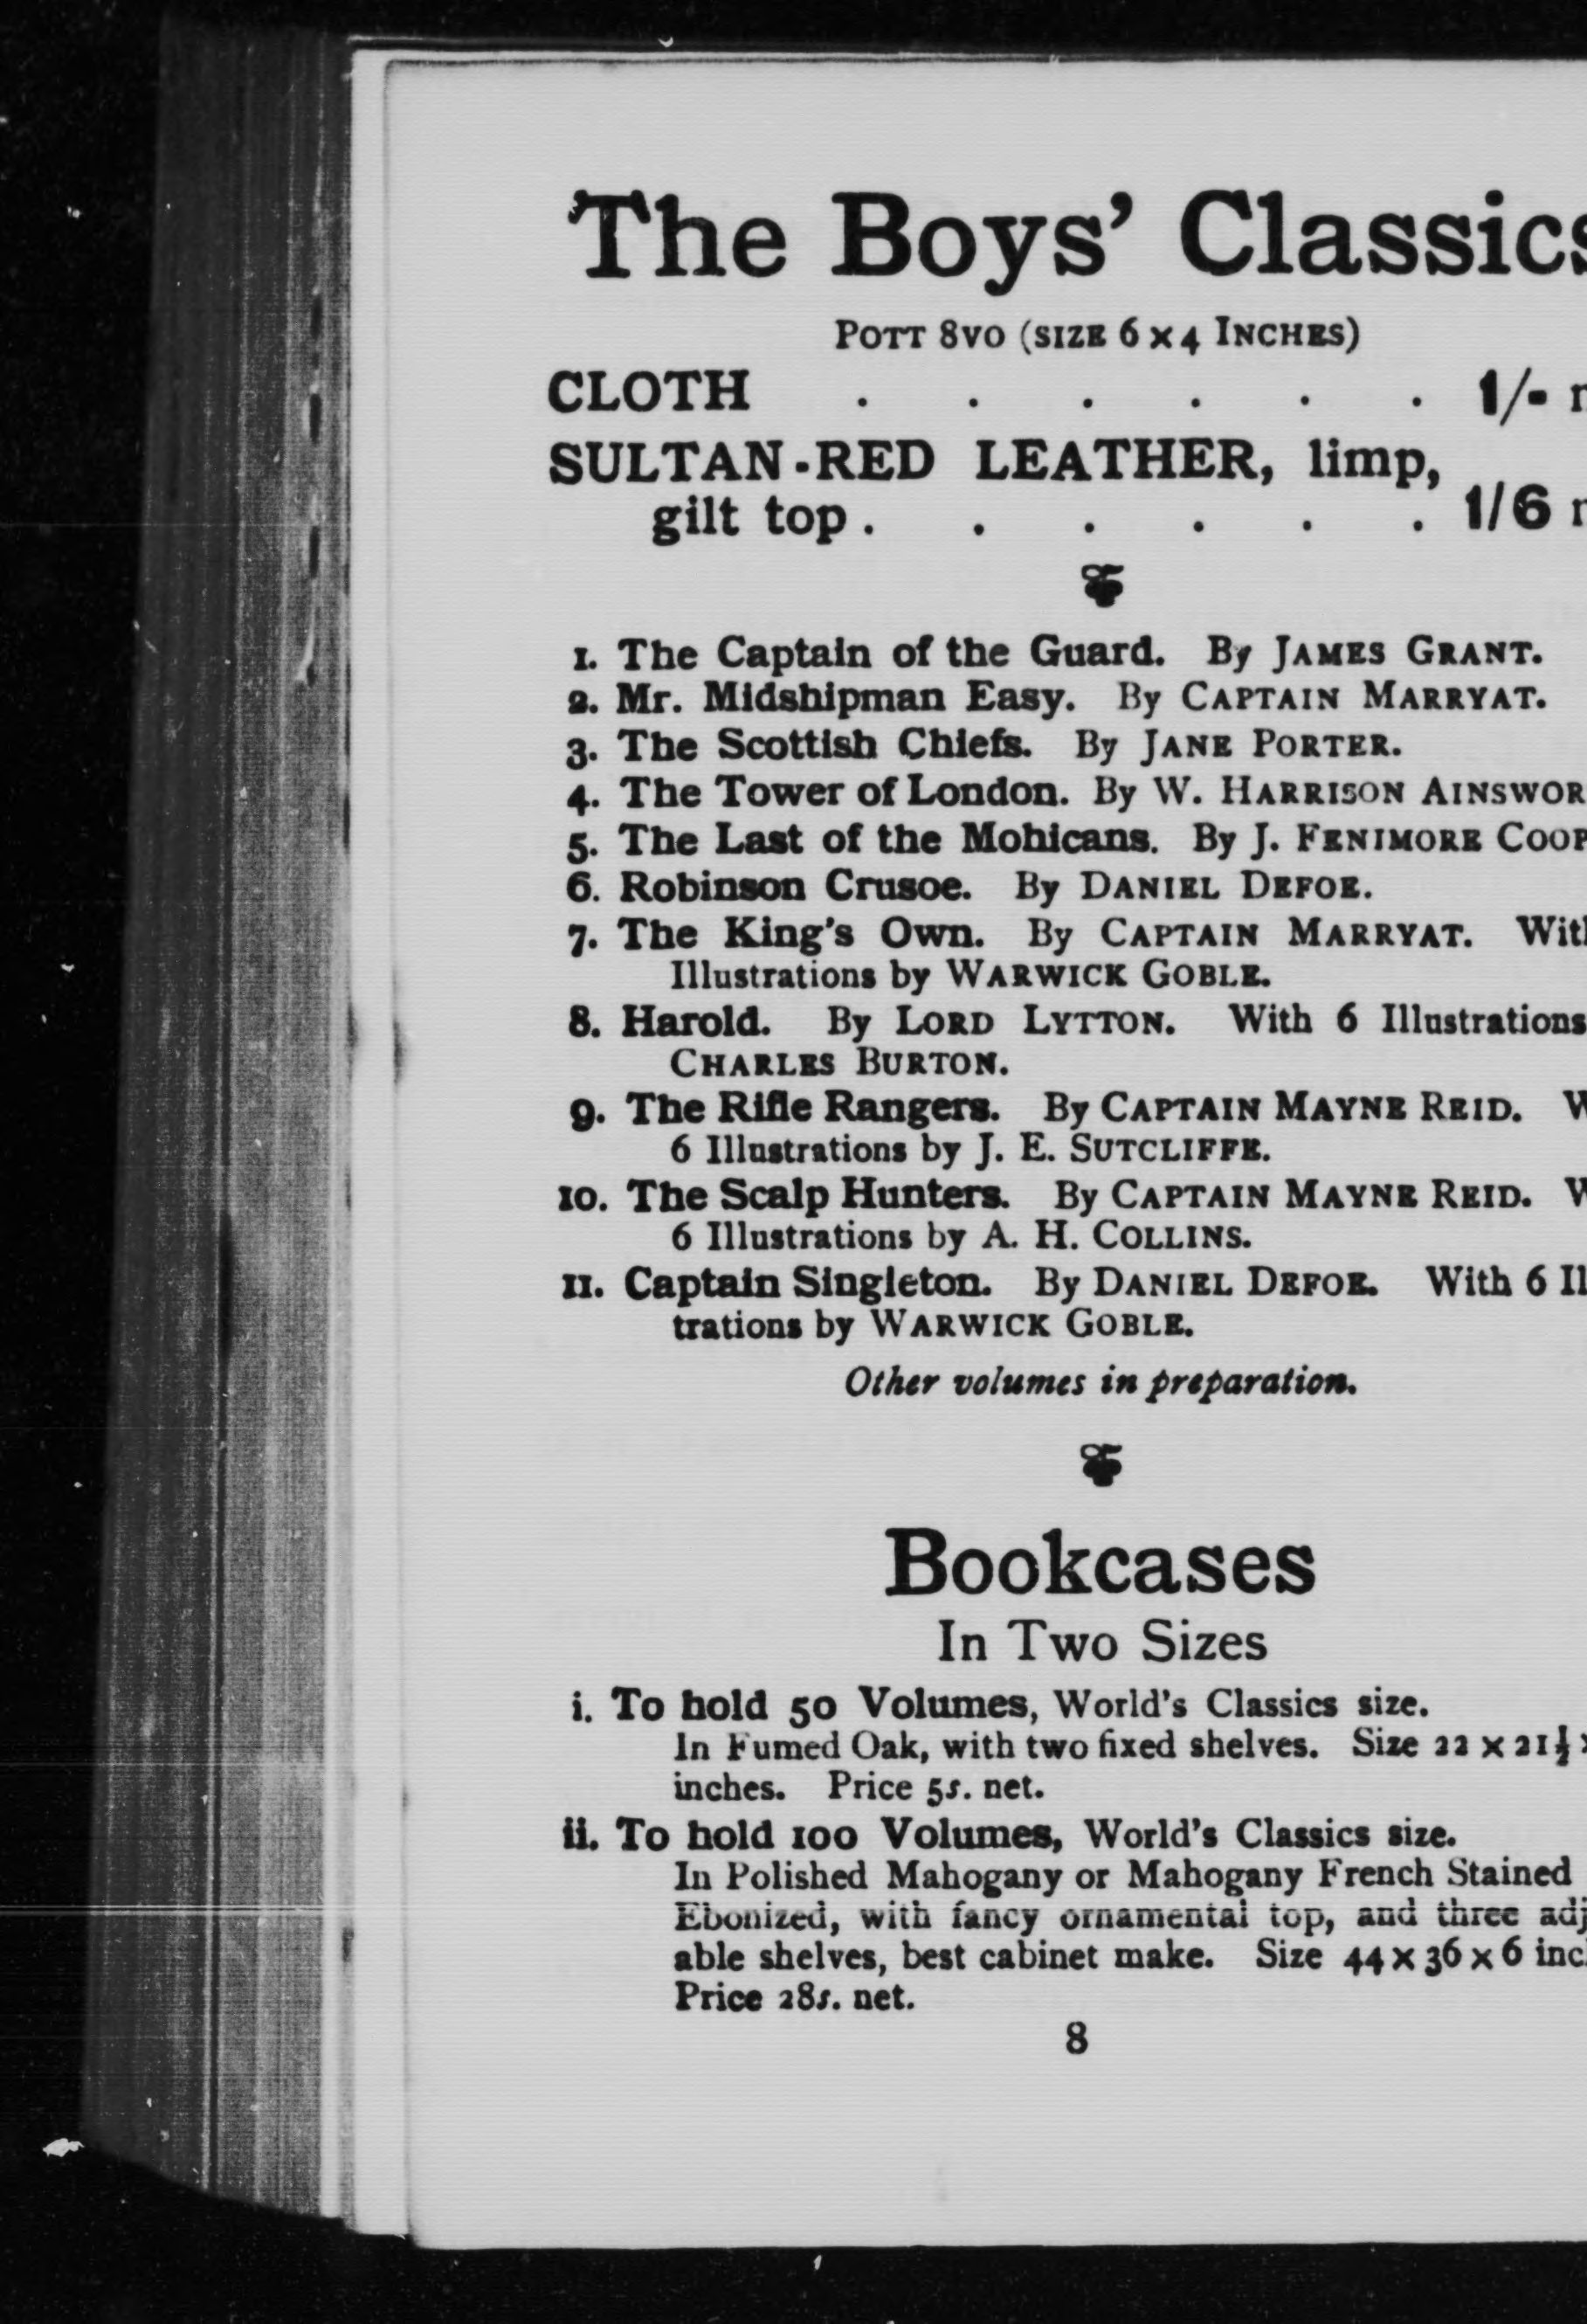 The Boys' Classics
POTT 8VO (SIZE 6 × 4 INCHES)
CLOTH . . . . . . 1/-
SULTAN-RED LEATHER, limp,
gilt top . . . . . . 1/6
1. The Captain of the Guard. By JAMES GRANT.
2. Mr. Midshipman Easy. By CAPTAIN MARRYAT.
3. The Scottish Chiefs. By JANE PORTER.
4. The Tower of London. By W. HARRISON AINSWOR
5. The Last of the Mohicans. By J. FENIMORE COOP
6. Robinson Crusoe. By DANIEL DEFOE.
7. The King's Own. By CAPTAIN MARRYAT. With
Illustrations by WARWICK GOBLE.
8. Harold. By LORD LYTTON. With 6 Illustrations
CHARLES BURTON.
9. The Rifle Rangers. By CAPTAIN MAYNE REID. W
6 Illustrations by J. E. SUTCLIFFE.
10. The Scalp Hunters. By CAPTAIN MAYNE REID. W
6 Illustrations by A. H. COLLINS.
11. Captain Singleton. By DANIEL DEFOE. With 6 Il
trations by WARWICK GOBLE.
Other volumes in preparation.
Bookcases
In Two Sizes
i. To hold 50 Volumes, World's Classics size.
In Fumed Oak, with two fixed shelves. Size 22 × 21½ ×
inches. Price 5s. net.
ii. To hold 100 Volumes, World's Classics size.
In Polished Mahogany or Mahogany French Stained
Ebonized, with fancy ornamental top, and three adj
able shelves, best cabinet make. Size 44 × 36 × 6 inc
Price 28s. net.
8